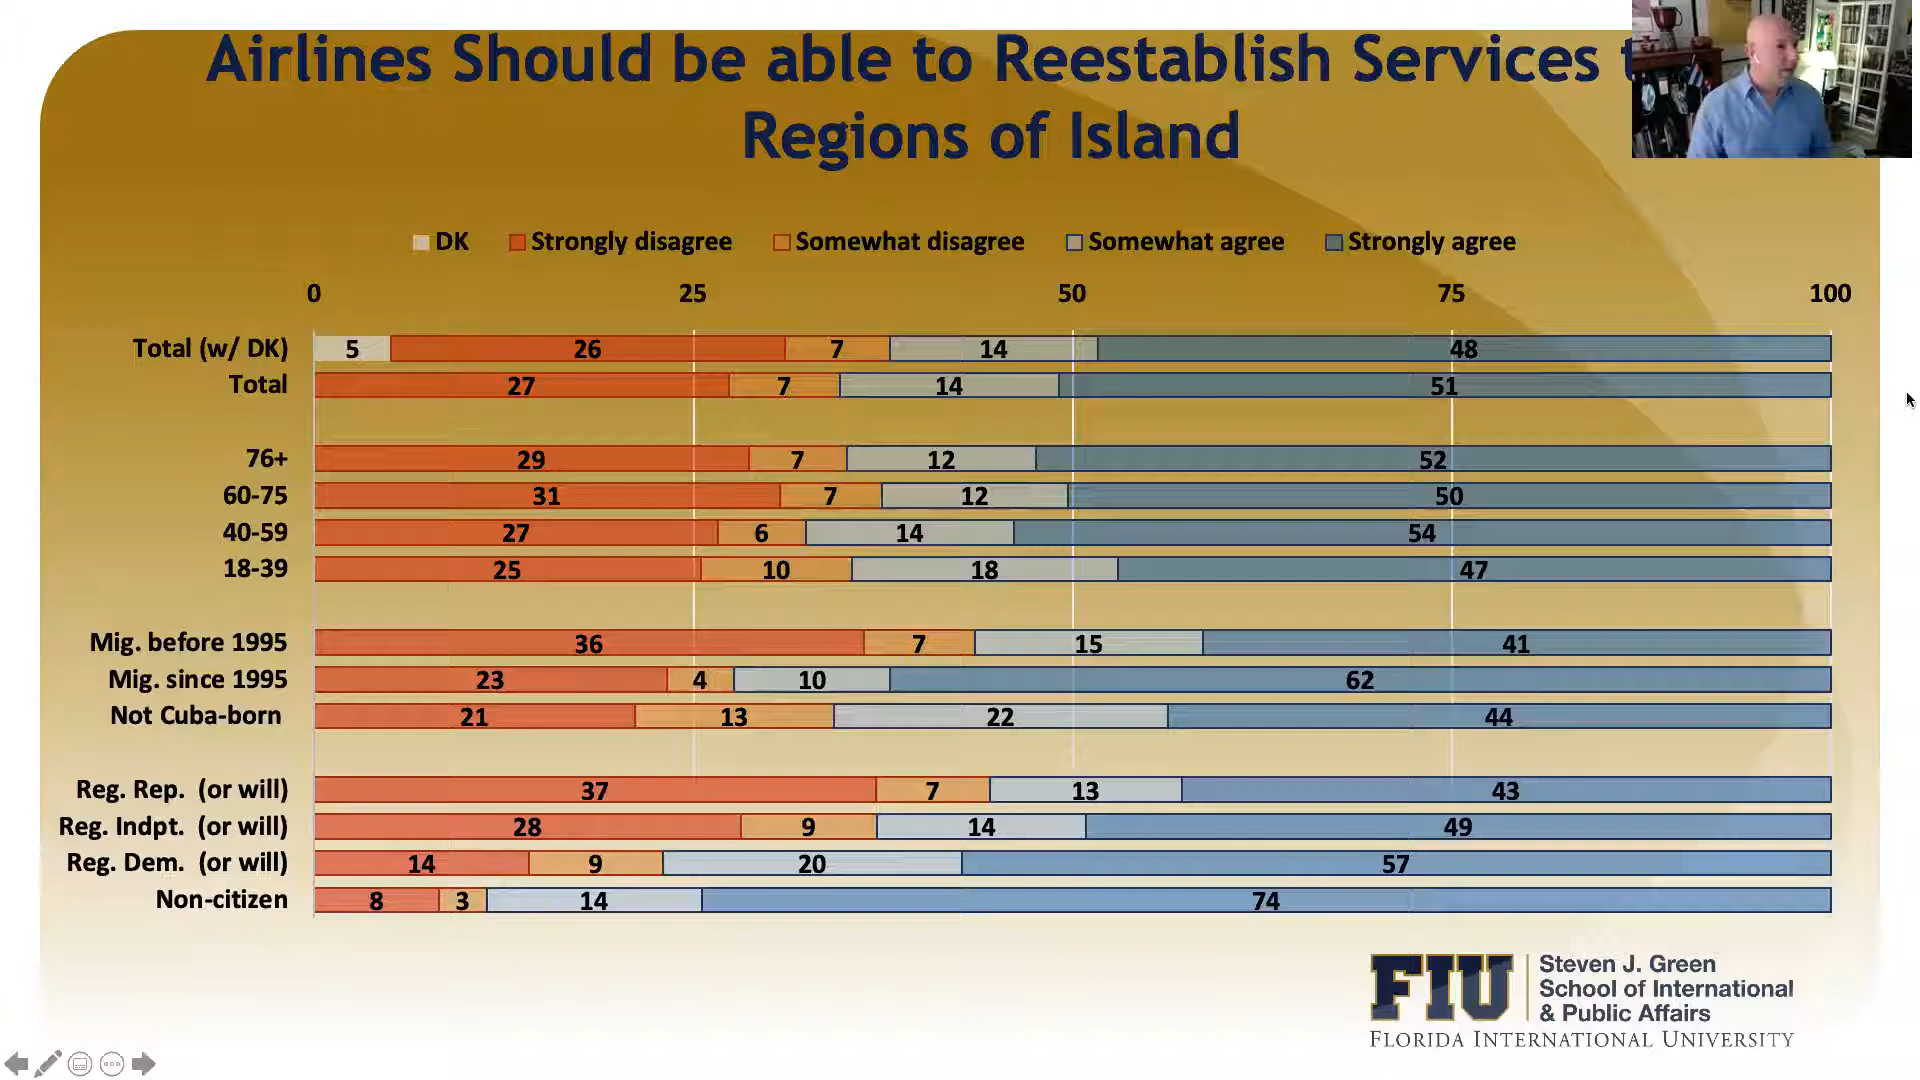 Airlines Should be able to Reestablish Services
Regions of Island
DK Strongly disagree Somewhat disagree Somewhat agree Strongly agree
0 25 50 75 100
Total (w/ DK) 5 26 7 14 48
Total 27 7 14 51
76+ 29 7 12 52
60-75 31 7 12 50
40-59 27 6 14 54
18-39 25 10 18 47
Mig. before 1995 36 7 15 41
Mig. since 1995 23 4 10 62
Not Cuba-born 21 13 22 44
Reg. Rep. (or will) 37 7 13 43
Reg. Indpt. (or will) 28 9 14 49
Reg. Dem. (or will) 14 9 20 57
Non-citizen 8 3 14 74
FIU
Steven J. Green
School of International
& Public Affairs
FLORIDA INTERNATIONAL UNIVERSITY